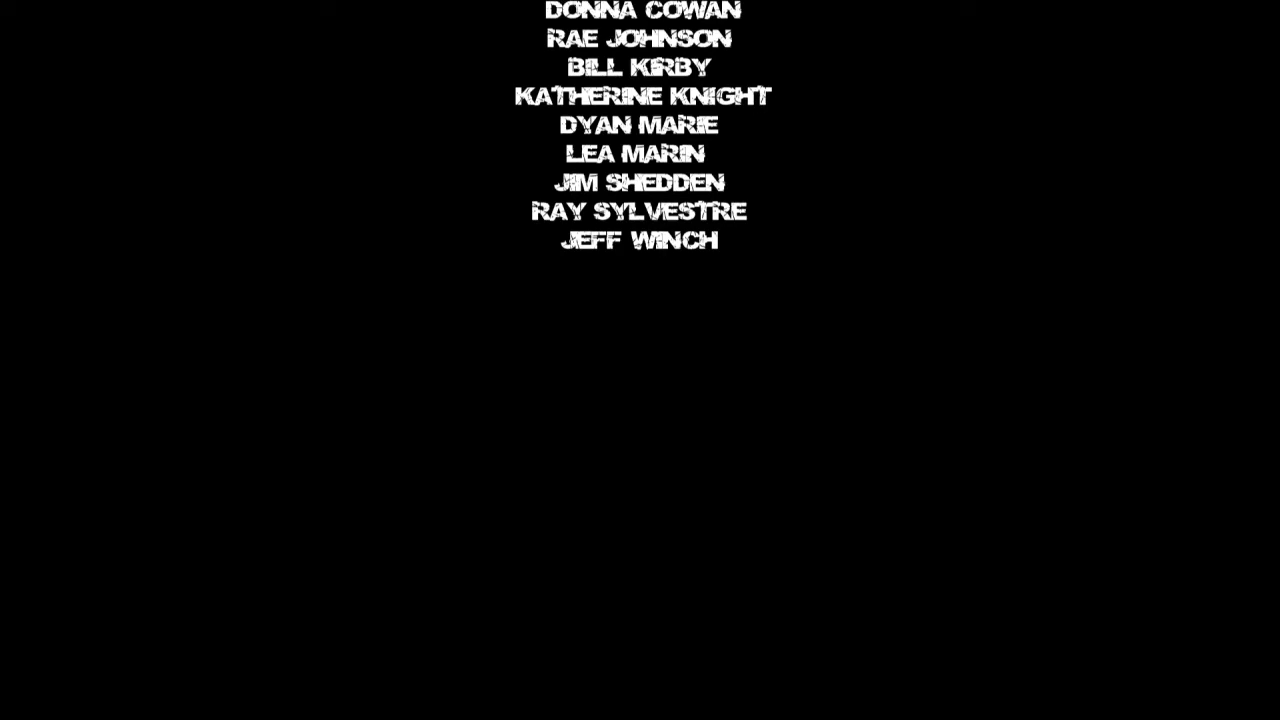 DONNA COWAN
RAE JOHNSON
BILL KIRBY
KATHERINE KNIGHT
DYAN MARIE
LEA MARIN
JIM SHEDDEN
RAY SYLVESTRE
JEFF WINCH